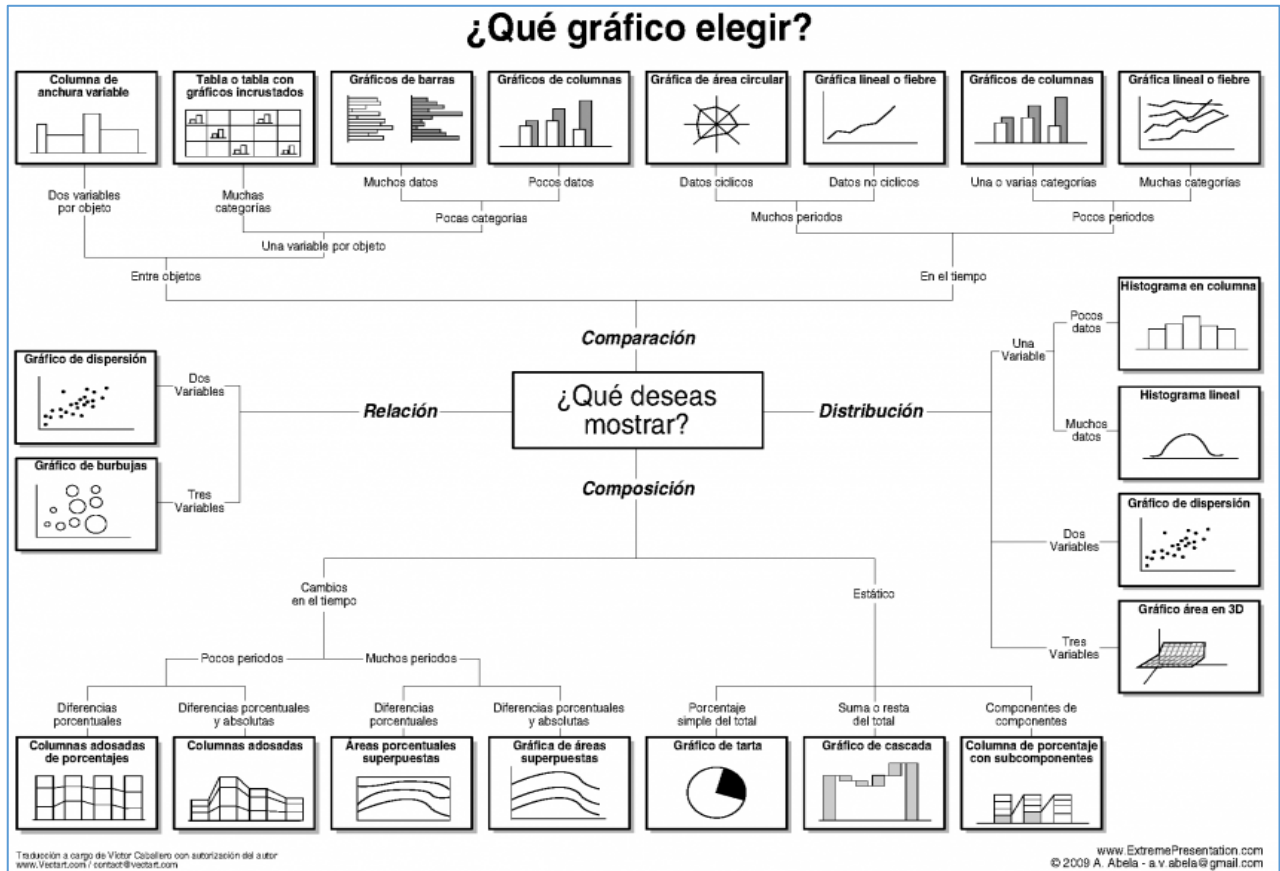 ¿Qué gráfico elegir?
Columna de
anchura variable
Tabla o tabla con
gráficos incrustados
Gráficos de barras
Gráficos de columnas
Gráfica de área circular
Gráfica lineal o fiebre
Gráficos de columnas
Gráfica lineal o fiebre
Dos variables
por objeto
Muchas
categorías
Muchos datos
Pocos datos
Datos ciclicos
Datos no ciclicos
Una o varias categorías
Muchas categorías
Pocas categorías
Muchos periodos
Pocos periodos
Una variable por objeto
Entre objetos
En el tiempo
Comparación
¿Qué deseas
mostrar?
Relación
Dos
Variables
Gráfico de dispersión
Tres
Variables
Gráfico de burbujas
Distribución
Una
Variable
Pocos
datos
Histograma en columna
Muchos
datos
Histograma lineal
Dos
Variables
Gráfico de dispersión
Tres
Variables
Gráfico área en 3D
Composición
Cambios
en el tiempo
Estático
Pocos periodos
Muchos periodos
Diferencias
porcentuales
Diferencias porcentuales
y absolutas
Diferencias
porcentuales
Diferencias porcentuales
y absolutas
Porcentaje
simple del total
Suma o resta
del total
Componentes de
componentes
Columnas adosadas
de porcentajes
Columnas adosadas
Áreas porcentuales
superpuestas
Gráfica de áreas
superpuestas
Gráfico de tarta
Gráfico de cascada
Columna de porcentaje
con subcomponentes
Traducción a cargo de Víctor Caballero con autorización del autor
www.Vectart.com / contact@vectart.com
www.ExtremePresentation.com
© 2009 A. Abela - a.v.abela@gmail.com